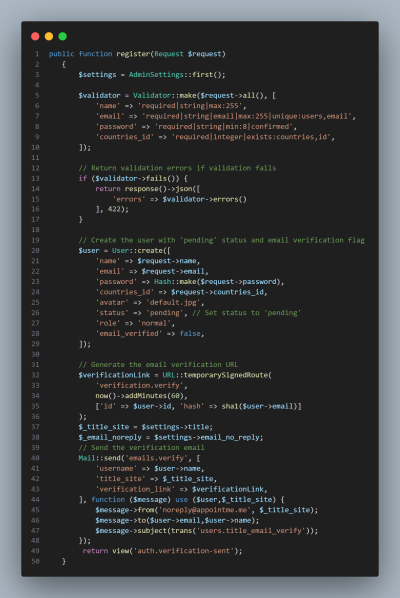 1 public function register(Request $request)
2 {
3 $settings = AdminSettings::first();
4
5 $validator = Validator::make($request->all(), [
6 'name' => 'required|string|max:255',
7 'email' => 'required|string|email|max:255|unique:users,email',
8 'password' => 'required|string|min:8|confirmed',
9 'countries_id' => 'required|integer|exists:countries,id',
10 ]);
11
12 // Return validation errors if validation fails
13 if ($validator->fails()) {
14 return response()->json([
15 'errors' => $validator->errors()
16 ], 422);
17 }
18
19 // Create the user with 'pending' status and email verification flag
20 $user = User::create([
21 'name' => $request->name,
22 'email' => $request->email,
23 'password' => Hash::make($request->password),
24 'countries_id' => $request->countries_id,
25 'avatar' => 'default.jpg',
26 'status' => 'pending', // Set status to 'pending'
27 'role' => 'normal',
28 'email_verified' => false,
29 ]);
30
31 // Generate the email verification URL
32 $verificationLink = URL::temporarySignedRoute(
33 'verification.verify',
34 now()->addMinutes(60),
35 ['id' => $user->id, 'hash' => sha1($user->email)]
36 );
37 $_title_site = $settings->title;
38 $_email_noreply = $settings->email_no_reply;
39 // Send the verification email
40 Mail::send('emails.verify', [
41 'username' => $user->name,
42 'title_site' => $_title_site,
43 'verification_link' => $verificationLink,
44 ], function ($message) use ($user,$_title_site) {
45 $message->from('noreply@appointme.me', $_title_site);
46 $message->to($user->email,$user->name);
47 $message->subject(trans('users.title_email_verify'));
48 });
49 return view('auth.verification-sent');
50 }